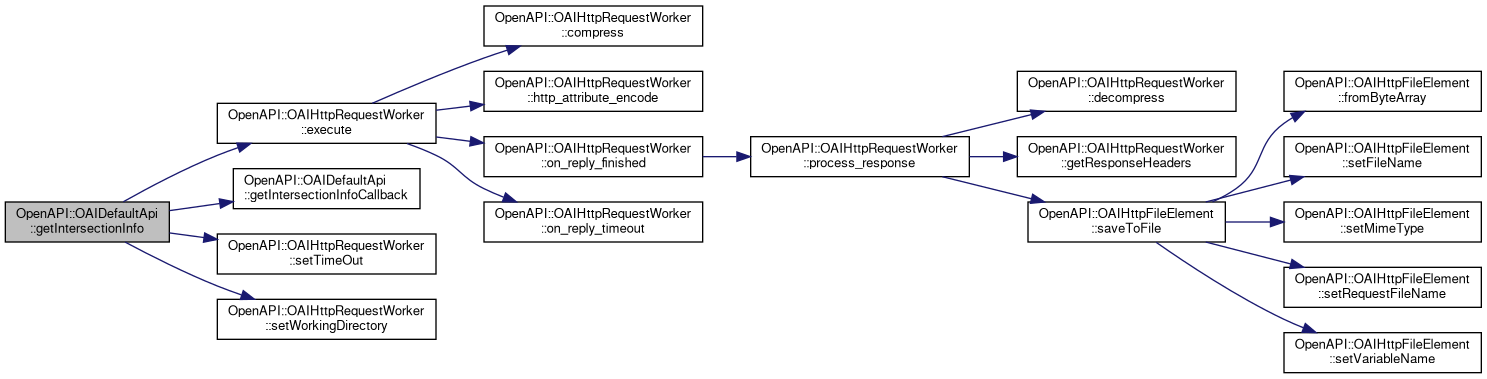 OpenAPI::OAIDefaultApi
::getIntersectionInfo
OpenAPI::OAIHttpRequestWorker
::execute
OpenAPI::OAIDefaultApi
::getIntersectionInfoCallback
OpenAPI::OAIHttpRequestWorker
::setTimeOut
OpenAPI::OAIHttpRequestWorker
::setWorkingDirectory
OpenAPI::OAIHttpRequestWorker
::compress
OpenAPI::OAIHttpRequestWorker
::http_attribute_encode
OpenAPI::OAIHttpRequestWorker
::on_reply_finished
OpenAPI::OAIHttpRequestWorker
::on_reply_timeout
OpenAPI::OAIHttpRequestWorker
::process_response
OpenAPI::OAIHttpRequestWorker
::decompress
OpenAPI::OAIHttpRequestWorker
::getResponseHeaders
OpenAPI::OAIHttpFileElement
::saveToFile
OpenAPI::OAIHttpFileElement
::fromByteArray
OpenAPI::OAIHttpFileElement
::setFileName
OpenAPI::OAIHttpFileElement
::setMimeType
OpenAPI::OAIHttpFileElement
::setRequestFileName
OpenAPI::OAIHttpFileElement
::setVariableName